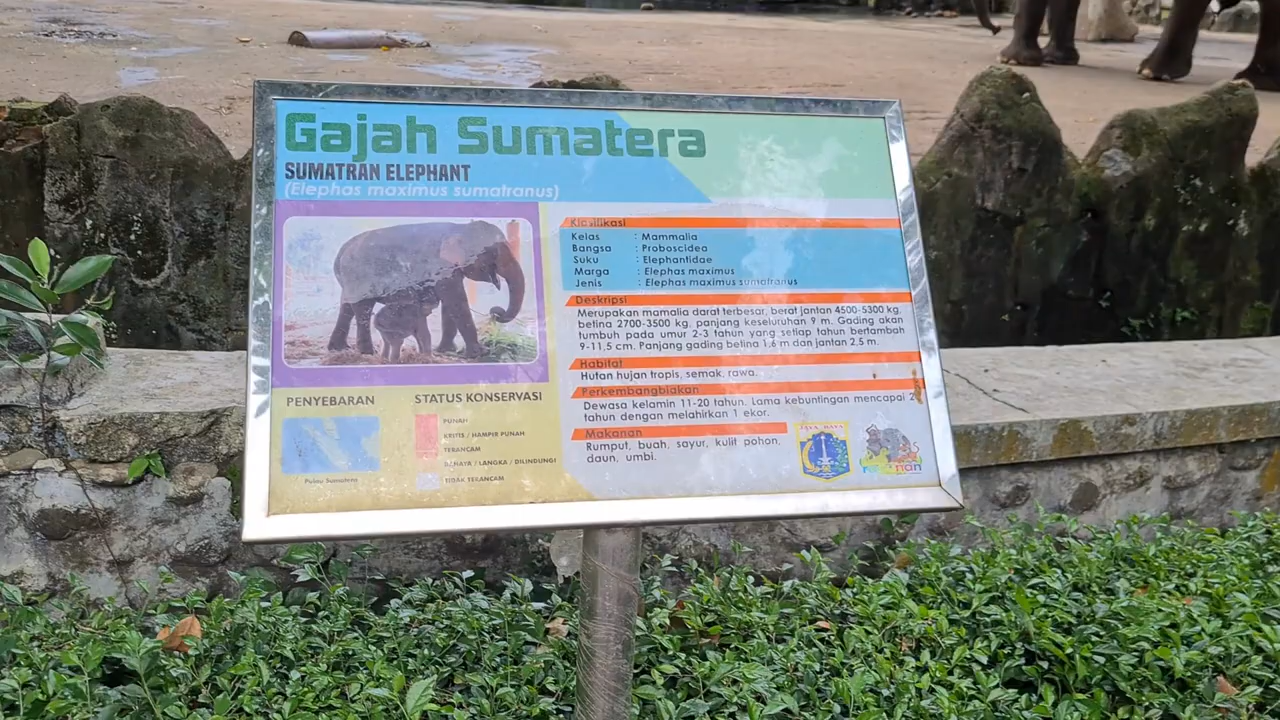 Gajah Sumatera
SUMATRAN ELEPHANT
(Elephas maximus sumatranus)
Klasifikasi
Kelas : Mammalia
Bangsa : Proboscidea
Suku : Elephantidae
Marga : Elephas maximus
Jenis : Elephas maximus sumatranus
Deskripsi
Merupakan mamalia darat terbesar, berat jantan 4500-5300 kg,
betina 2700-3500 kg, panjang keseluruhan 9 m. Gading akan
tumbuh pada umur 2-3 tahun yang setiap tahun bertambah
9-11,5 cm. Panjang gading betina 1,6 m dan jantan 2,5 m.
Habitat
Hutan hujan tropis, semak, rawa.
Perkembangbiakan
Dewasa kelamin 11-20 tahun. Lama kebuntingan mencapai 2
tahun dengan melahirkan 1 ekor.
Makanan
Rumput, buah, sayur, kulit pohon,
daun, umbi.
PENYEBARAN
Pulau Sumatera
STATUS KONSERVASI
PUNAH
KRITIS / HAMPIR PUNAH
TERANCAM
BAHAYA / LANGKA / DILINDUNGI
TIDAK TERANCAM
JAYA RAYA